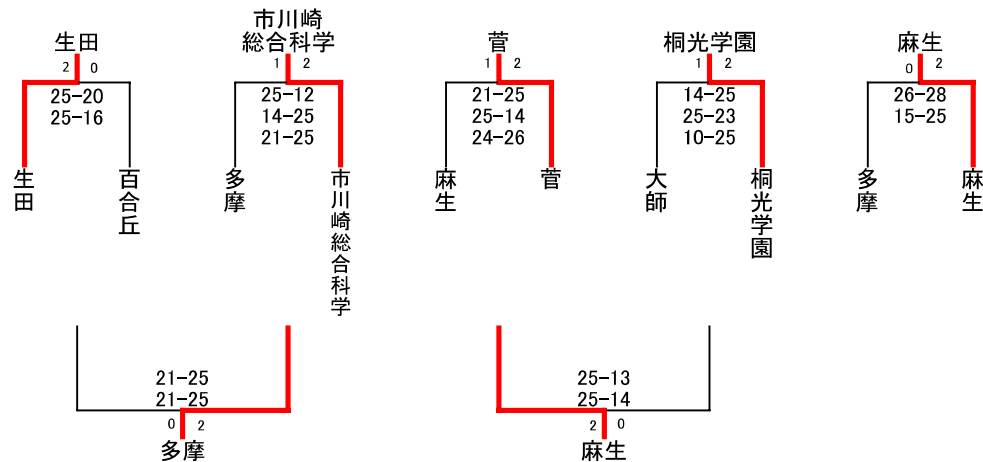 生田
2 0
25-20
25-16
生田
百合丘
市川崎
総合科学
1 2
25-12
14-25
21-25
多摩
市川崎総合科学
菅
1 2
21-25
25-14
24-26
麻生
菅
桐光学園
1 2
14-25
25-23
10-25
大師
桐光学園
麻生
0 2
26-28
15-25
多摩
麻生
21-25
21-25
0 2
多摩
25-13
25-14
2 0
麻生